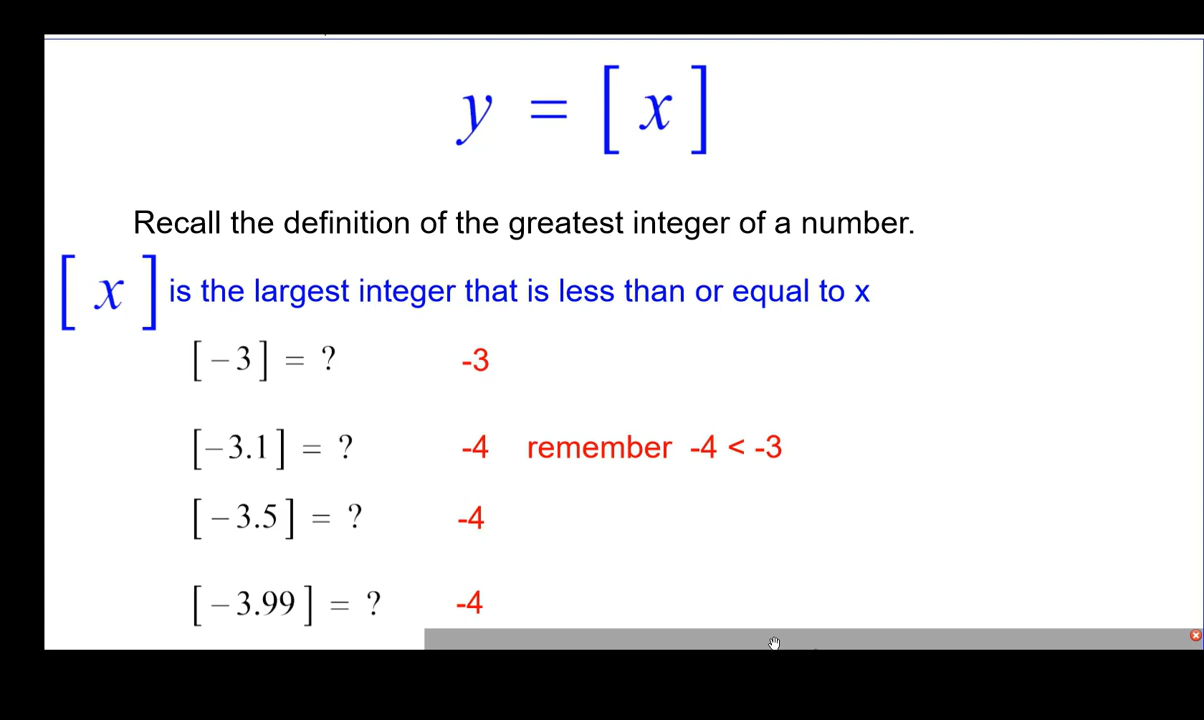 y = [ x ]
Recall the definition of the greatest integer of a number.
[ x ] is the largest integer that is less than or equal to x
[ – 3 ] = ? -3
[ – 3.1 ] = ? -4 remember -4 < -3
[ – 3.5 ] = ? -4
[ – 3.99 ] = ? -4